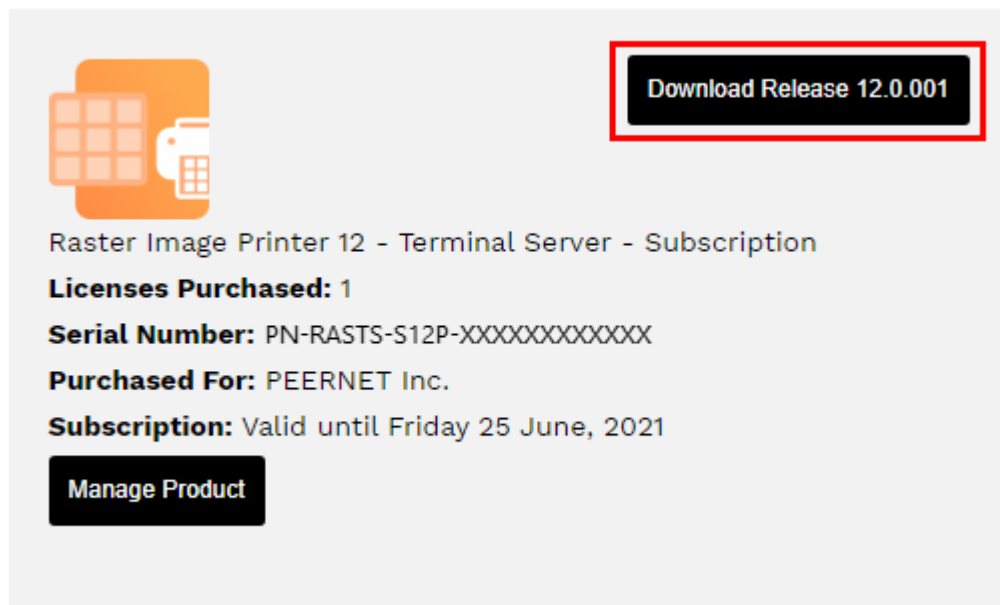 Download Release 12.0.001
Raster Image Printer 12 - Terminal Server - Subscription
Licenses Purchased: 1
Serial Number: PN-RASTS-S12P-XXXXXXXXXXXX
Purchased For: PEERNET Inc.
Subscription: Valid until Friday 25 June, 2021
Manage Product